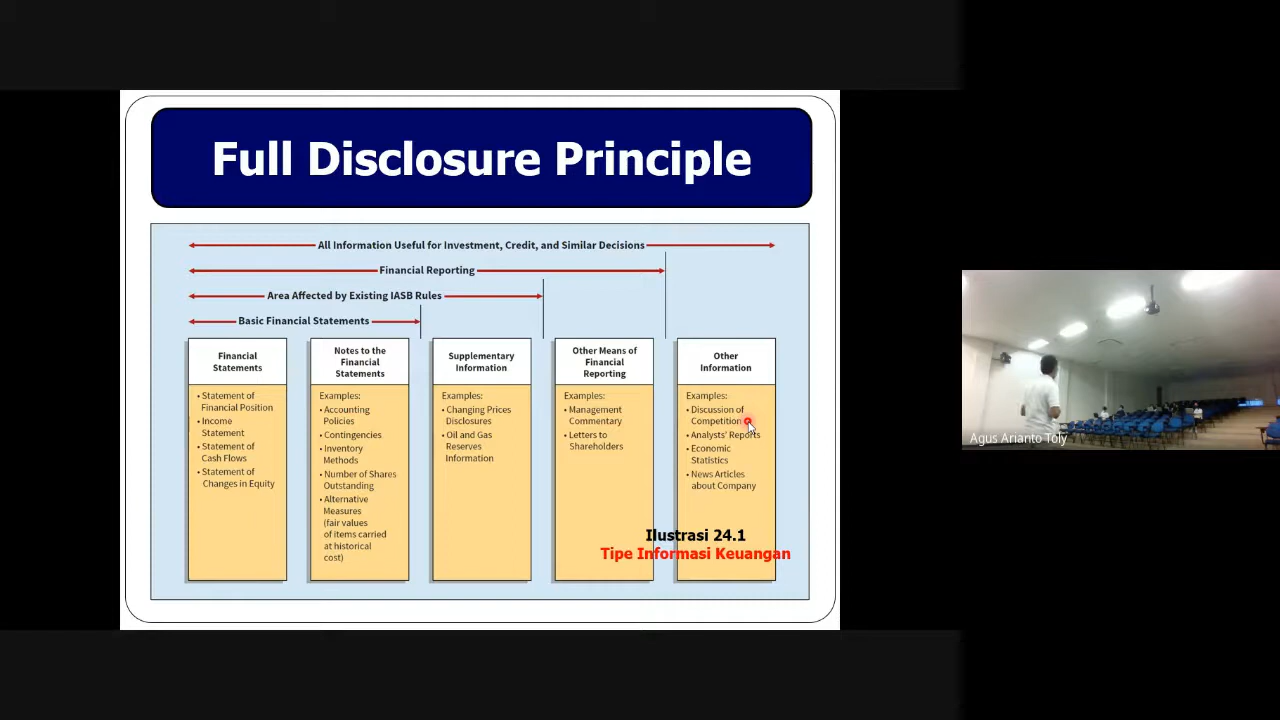 Full Disclosure Principle
All Information Useful for Investment, Credit, and Similar Decisions
Financial Reporting
Area Affected by Existing IASB Rules
Basic Financial Statements
Financial
Statements
• Statement of
Financial Position
• Income
Statement
• Statement of
Cash Flows
• Statement of
Changes in Equity
Notes to the
Financial
Statements
Examples:
• Accounting
Policies
• Contingencies
• Inventory
Methods
• Number of Shares
Outstanding
• Alternative
Measures
(fair values
of items carried
at historical
cost)
Supplementary
Information
Examples:
• Changing Prices
Disclosures
• Oil and Gas
Reserves
Information
Other Means of
Financial
Reporting
Examples:
• Management
Commentary
• Letters to
Shareholders
Other
Information
Examples:
• Discussion of
Competition
• Analysts' Reports
• Economic
Statistics
• News Articles
about Company
Ilustrasi 24.1
Tipe Informasi Keuangan
Agus Arianto Toly